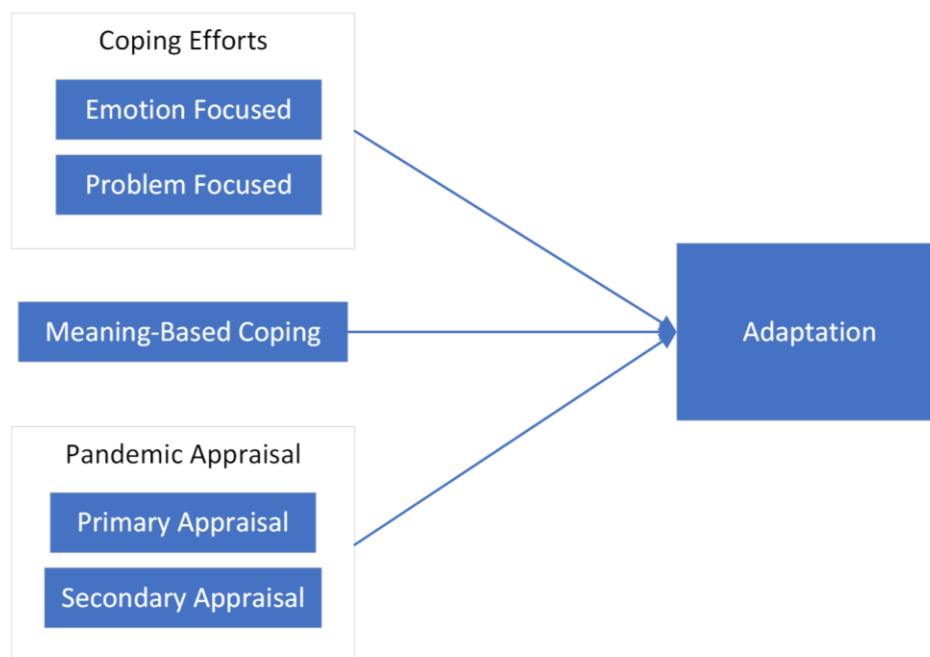 Coping Efforts
Emotion Focused
Problem Focused
Meaning-Based Coping
Adaptation
Pandemic Appraisal
Primary Appraisal
Secondary Appraisal